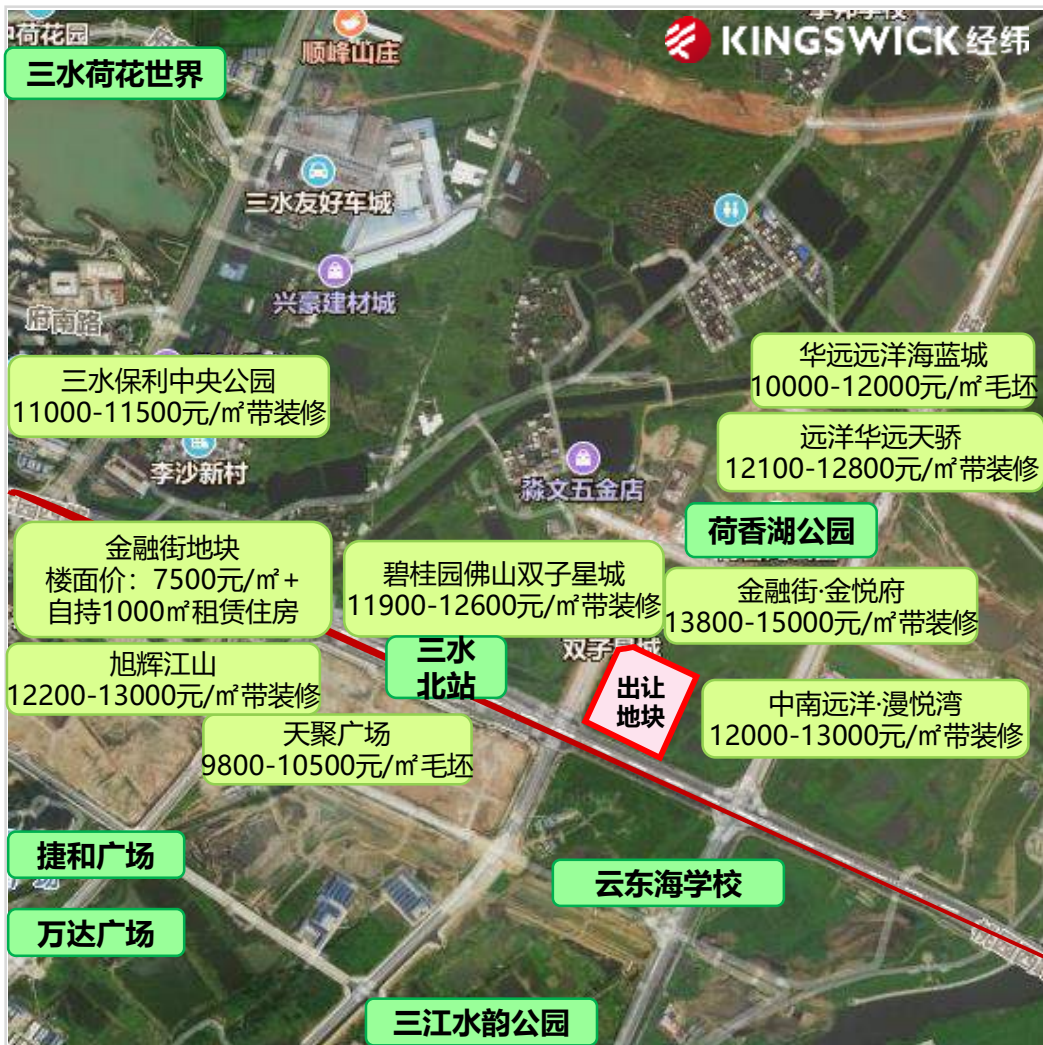 荷花园
顺峰山庄
KINGSWICK 经纬
三水荷花世界
三水友好车城
兴豪建材城
府南路
三水保利中央公园
11000-11500元/㎡带装修
华远远洋海蓝城
10000-12000元/㎡毛坯
远洋华远天骄
12100-12800元/㎡带装修
李沙新村
淼文五金店
荷香湖公园
金融街地块
楼面价：7500元/㎡+
自持1000㎡租赁住房
碧桂园佛山双子星城
11900-12600元/㎡带装修
金融街·金悦府
13800-15000元/㎡带装修
双子星城
三水
北站
旭辉江山
12200-13000元/㎡带装修
出让
地块
中南远洋·漫悦湾
12000-13000元/㎡带装修
天聚广场
9800-10500元/㎡毛坯
捷和广场
云东海学校
万达广场
三江水韵公园